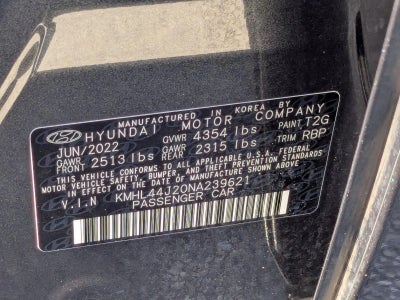 MANUFACTURED IN KOREA BY
HYUNDAI MOTOR COMPANY
JUN/2022 GVWR 4354 lbs PAINT T2G
GAWR FRONT 2513 lbs GAWR REAR 2315 lbs TRIM RBP
THIS VEHICLE CONFORMS TO ALL APPLICABLE U.S. FEDERAL
MOTOR VEHICLE SAFETY, BUMPER, AND THEFT PREVENTION STANDARDS
IN EFFECT ON THE DATE OF MANUFACTURE SHOWN ABOVE.
V.I.N KMHL44J20NA239621
PASSENGER CAR